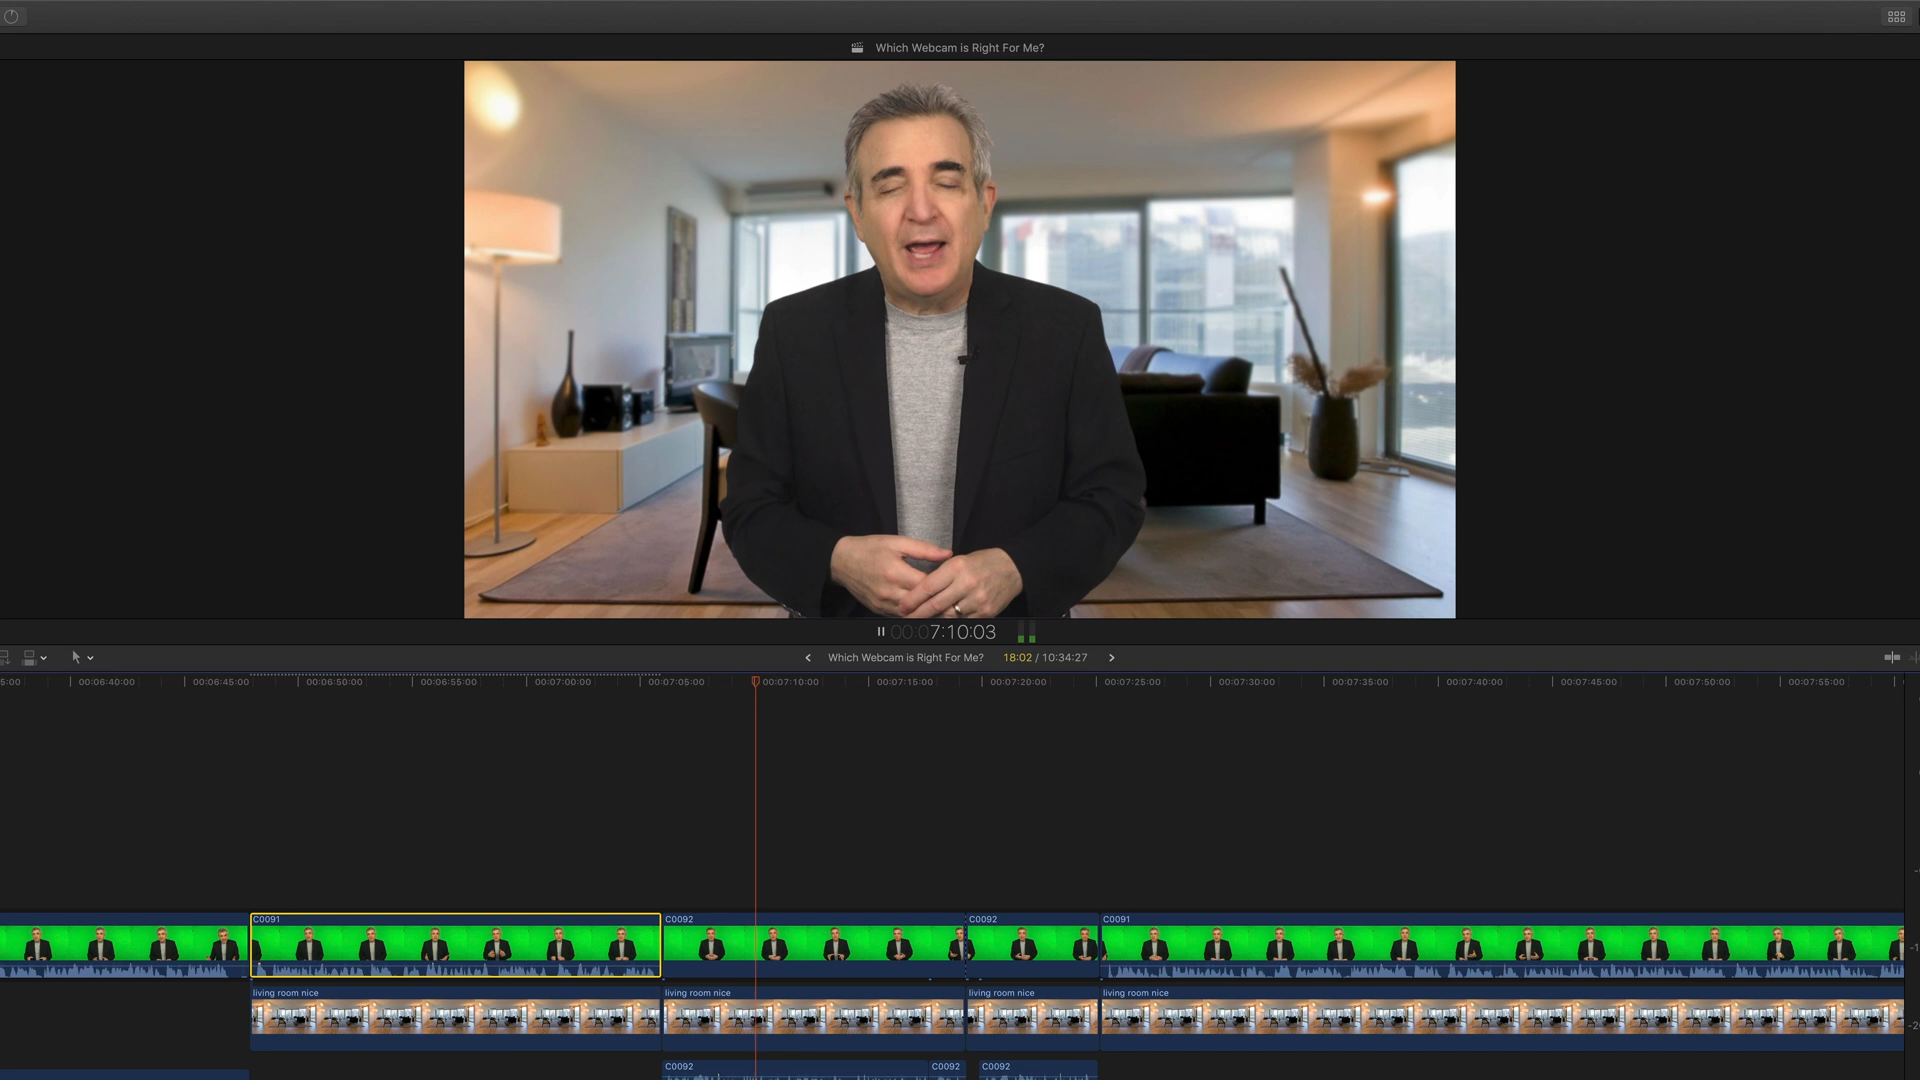 Which Webcam is Right For Me?
00:07:10:03
Which Webcam is Right For Me? 18:02 / 10:34:27
5:00 00:06:40:00 00:06:45:00 00:06:50:00 00:06:55:00 00:07:00:00 00:07:05:00 00:07:10:00 00:07:15:00 00:07:20:00 00:07:25:00 00:07:30:00 00:07:35:00 00:07:40:00 00:07:45:00 00:07:50:00 00:07:55:00
C0091 C0092 C0092 C0091
living room nice living room nice living room nice living room nice
C0092 C0092 C0092